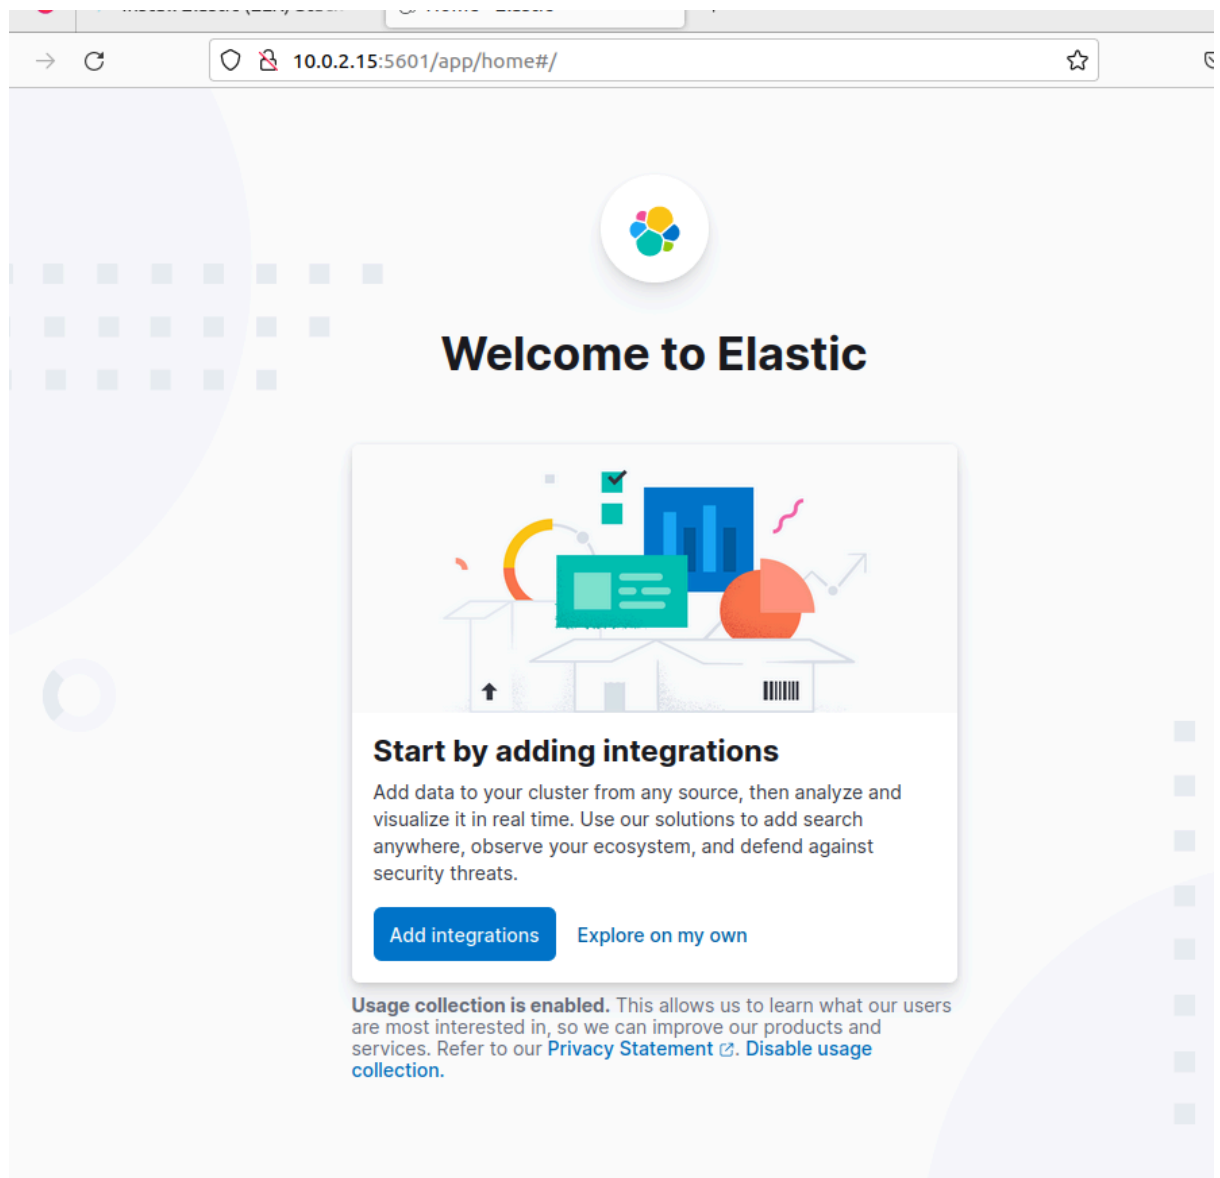 10.0.2.15:5601/app/home#/
Welcome to Elastic
Start by adding integrations
Add data to your cluster from any source, then analyze and
visualize it in real time. Use our solutions to add search
anywhere, observe your ecosystem, and defend against
security threats.
Add integrations Explore on my own
Usage collection is enabled. This allows us to learn what our users
are most interested in, so we can improve our products and
services. Refer to our Privacy Statement. Disable usage
collection.